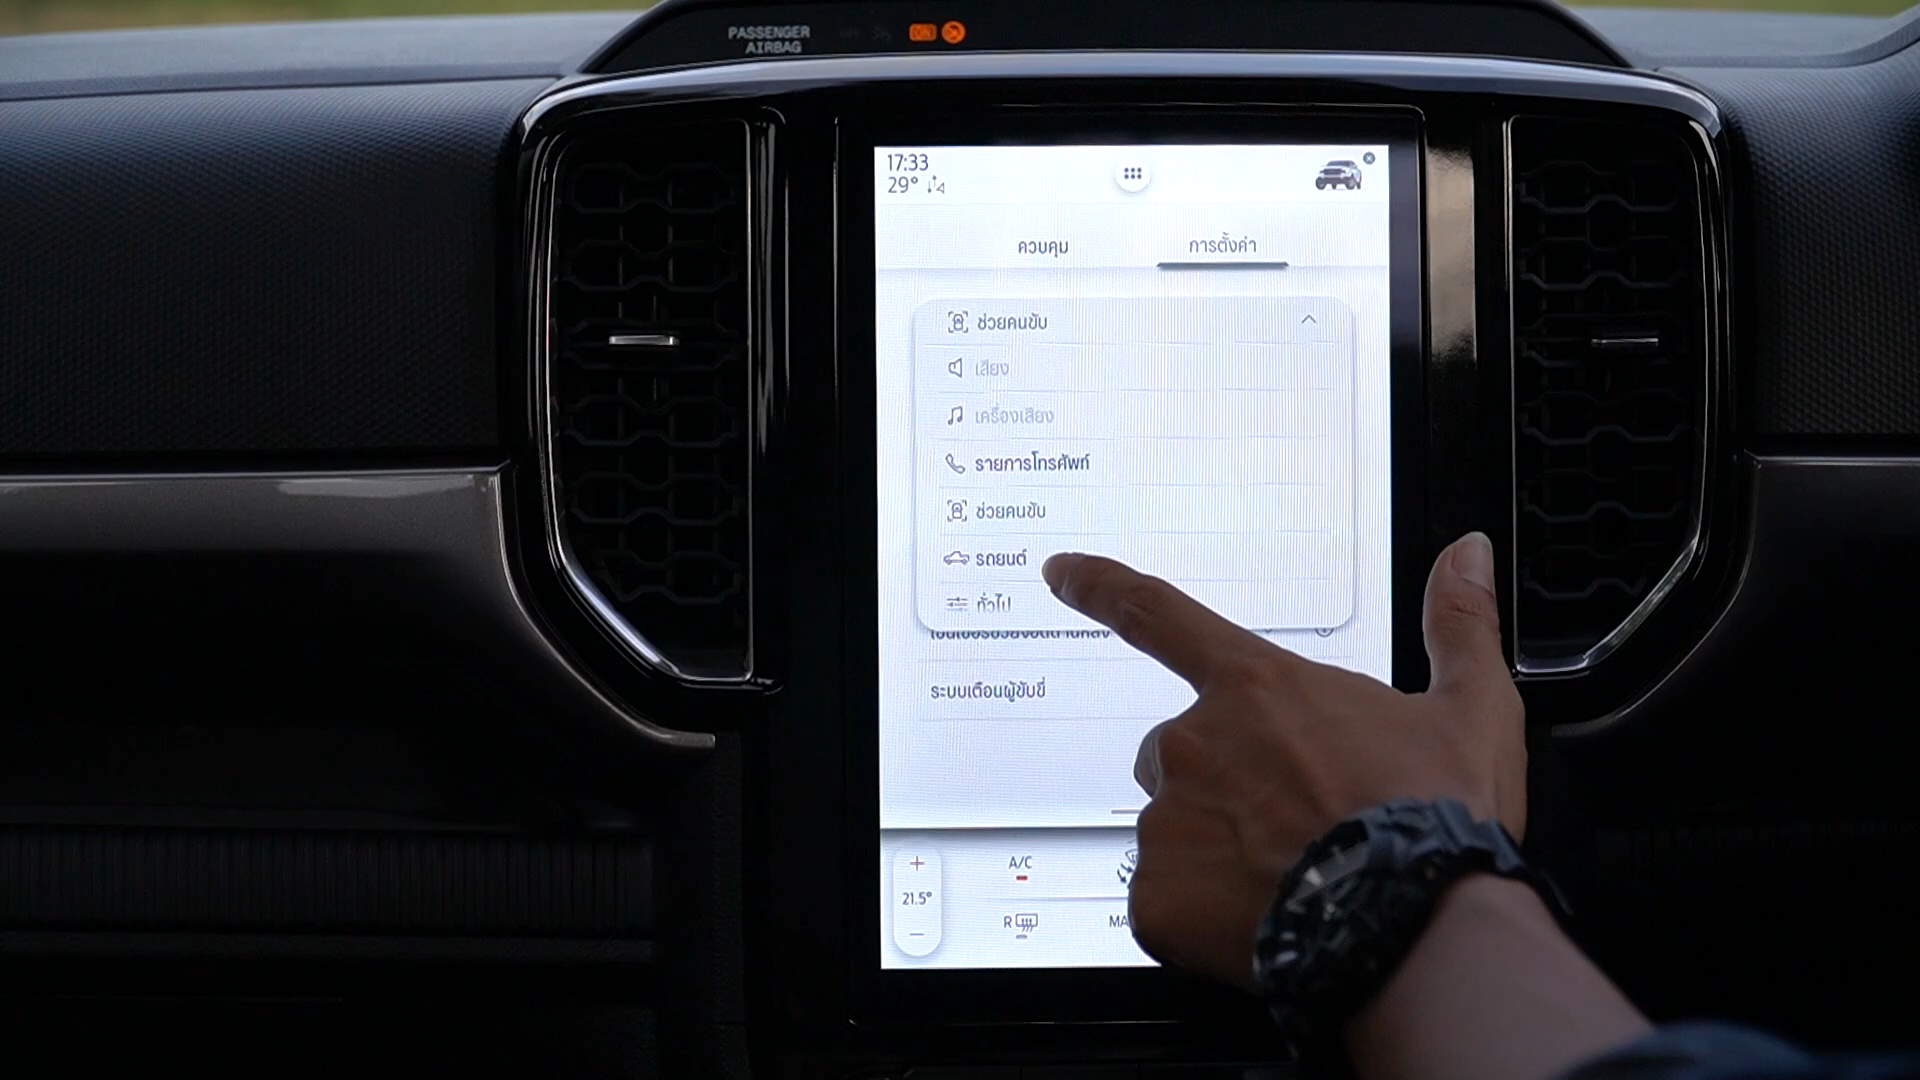 PASSENGER
AIRBAG
ON
17:33
29°
ควบคุม
การตั้งค่า
ช่วยคนขับ
เสียง
เครื่องเสียง
รายการโทรศัพท์
ช่วยคนขับ
รถยนต์
ทั่วไป
ระบบเตือนผู้ขับขี่
A/C
21.5°
R